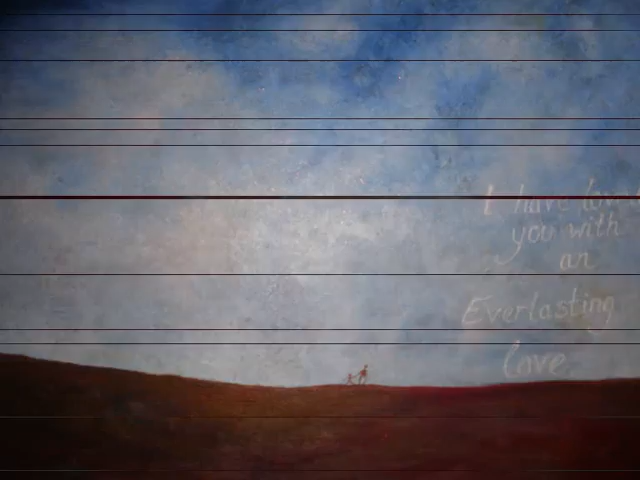 I have loved
you with
an
Everlasting
love